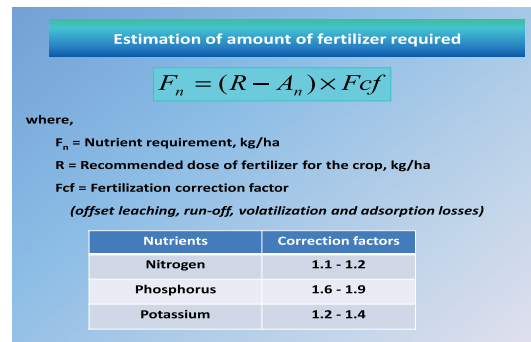 Estimation of amount of fertilizer required
Fₙ = (R − Aₙ) × Fcf
where,
Fₙ = Nutrient requirement, kg/ha
R = Recommended dose of fertilizer for the crop, kg/ha
Fcf = Fertilization correction factor
(offset leaching, run-off, volatilization and adsorption losses)
Nutrients Correction factors
Nitrogen 1.1 - 1.2
Phosphorus 1.6 - 1.9
Potassium 1.2 - 1.4